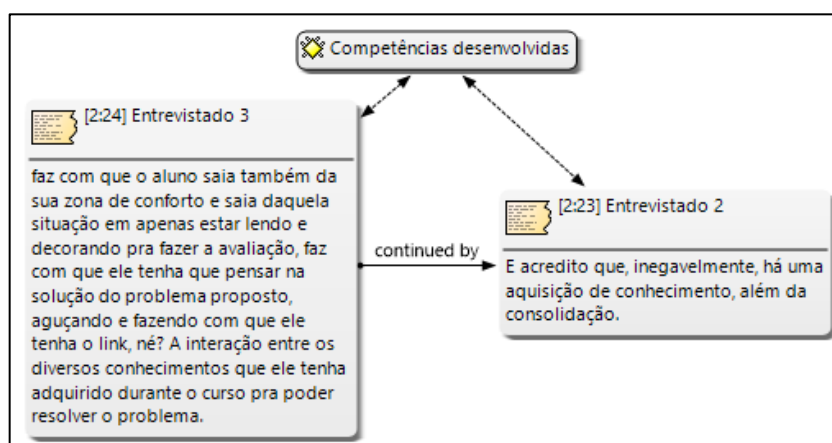 Competências desenvolvidas
[2:24] Entrevistado 3
faz com que o aluno saia também da
sua zona de conforto e saia daquela
situação em apenas estar lendo e
decorando pra fazer a avaliação, faz
com que ele tenha que pensar na
solução do problema proposto,
aguçando e fazendo com que ele
tenha o link, né? A interação entre os
diversos conhecimentos que ele tenha
adquirido durante o curso pra poder
resolver o problema.
continued by
[2:23] Entrevistado 2
E acredito que, inegavelmente, há uma
aquisição de conhecimento, além da
consolidação.